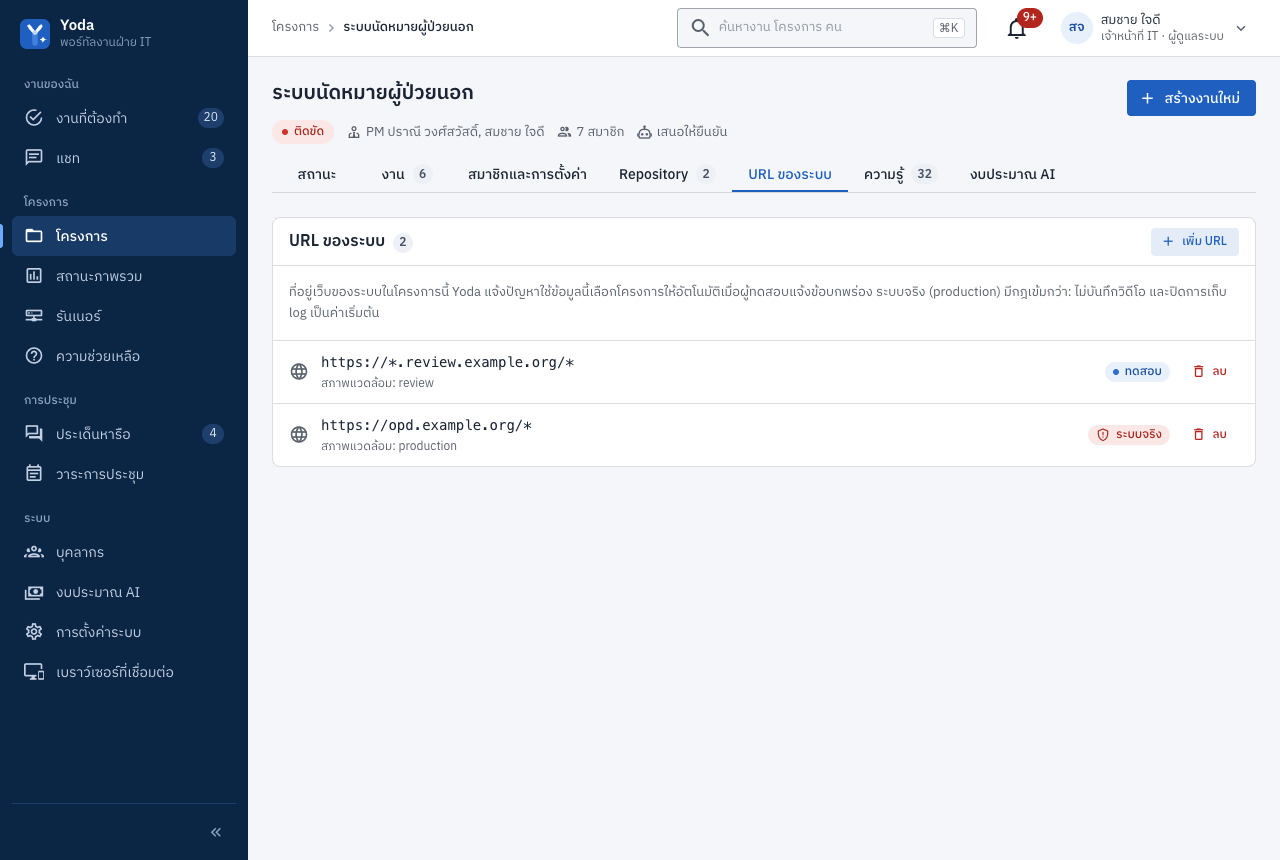 Yoda
พอร์ทัลงานฝ่าย IT
งานของฉัน
งานที่ต้องทำ 20
แชท 3
โครงการ
โครงการ
สถานะภาพรวม
รันเนอร์
ความช่วยเหลือ
การประชุม
ประเด็นหารือ 4
วาระการประชุม
ระบบ
บุคลากร
งบประมาณ AI
การตั้งค่าระบบ
เบราว์เซอร์ที่เชื่อมต่อ
โครงการ > ระบบนัดหมายผู้ป่วยนอก
ค้นหางาน โครงการ คน ⌘K
9+
สจ
สมชาย ใจดี
เจ้าหน้าที่ IT · ผู้ดูแลระบบ
ระบบนัดหมายผู้ป่วยนอก
+ สร้างงานใหม่
ติดขัด PM ปราณี วงศ์สวัสดิ์, สมชาย ใจดี 7 สมาชิก เสนอให้ยืนยัน
สถานะ งาน 6 สมาชิกและการตั้งค่า Repository 2 URL ของระบบ ความรู้ 32 งบประมาณ AI
URL ของระบบ 2
+ เพิ่ม URL
ที่อยู่เว็บของระบบในโครงการนี้ Yoda แจ้งปัญหาใช้ข้อมูลนี้เลือกโครงการให้อัตโนมัติเมื่อผู้ทดสอบแจ้งข้อบกพร่อง ระบบจริง (production) มีกฎเข้มกว่า: ไม่บันทึกวิดีโอ และปิดการเก็บ
log เป็นค่าเริ่มต้น
https://*.review.example.org/*
สภาพแวดล้อม: review
ทดสอบ ลบ
https://opd.example.org/*
สภาพแวดล้อม: production
ระบบจริง ลบ